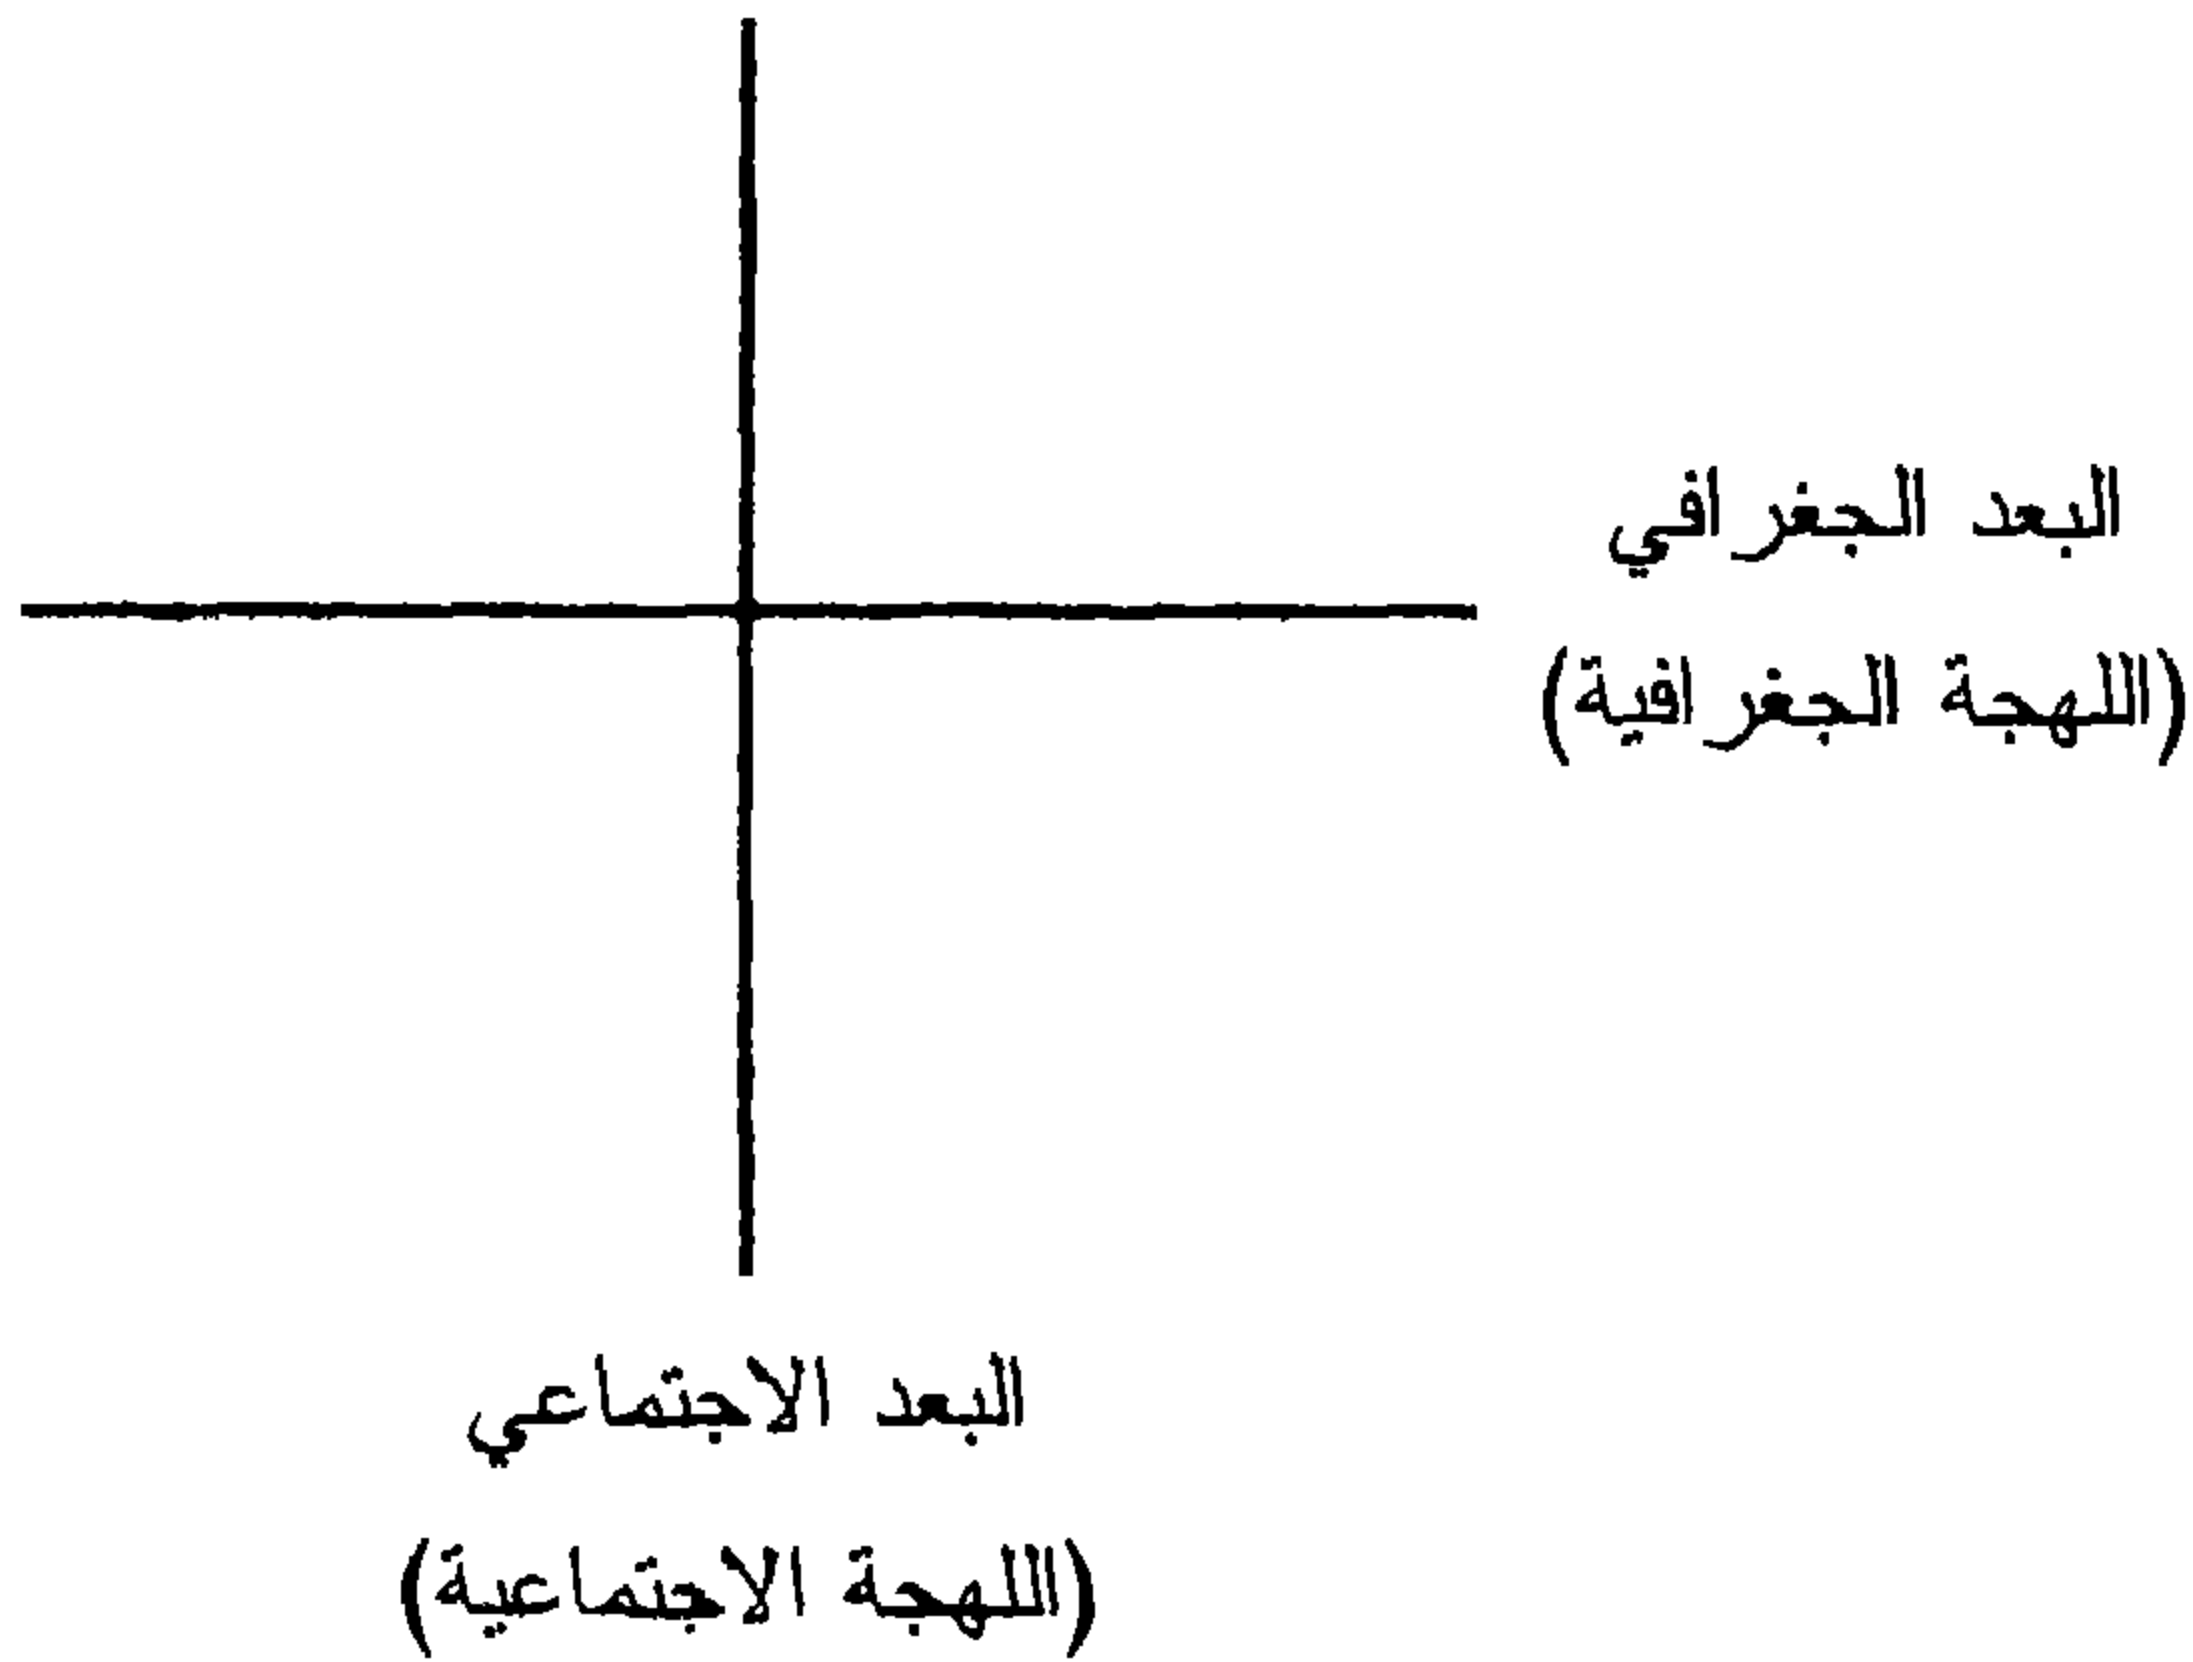 البعد الجغرافي
(اللهجة الجغرافية)
البعد الاجتماعي
(اللهجة الاجتماعية)